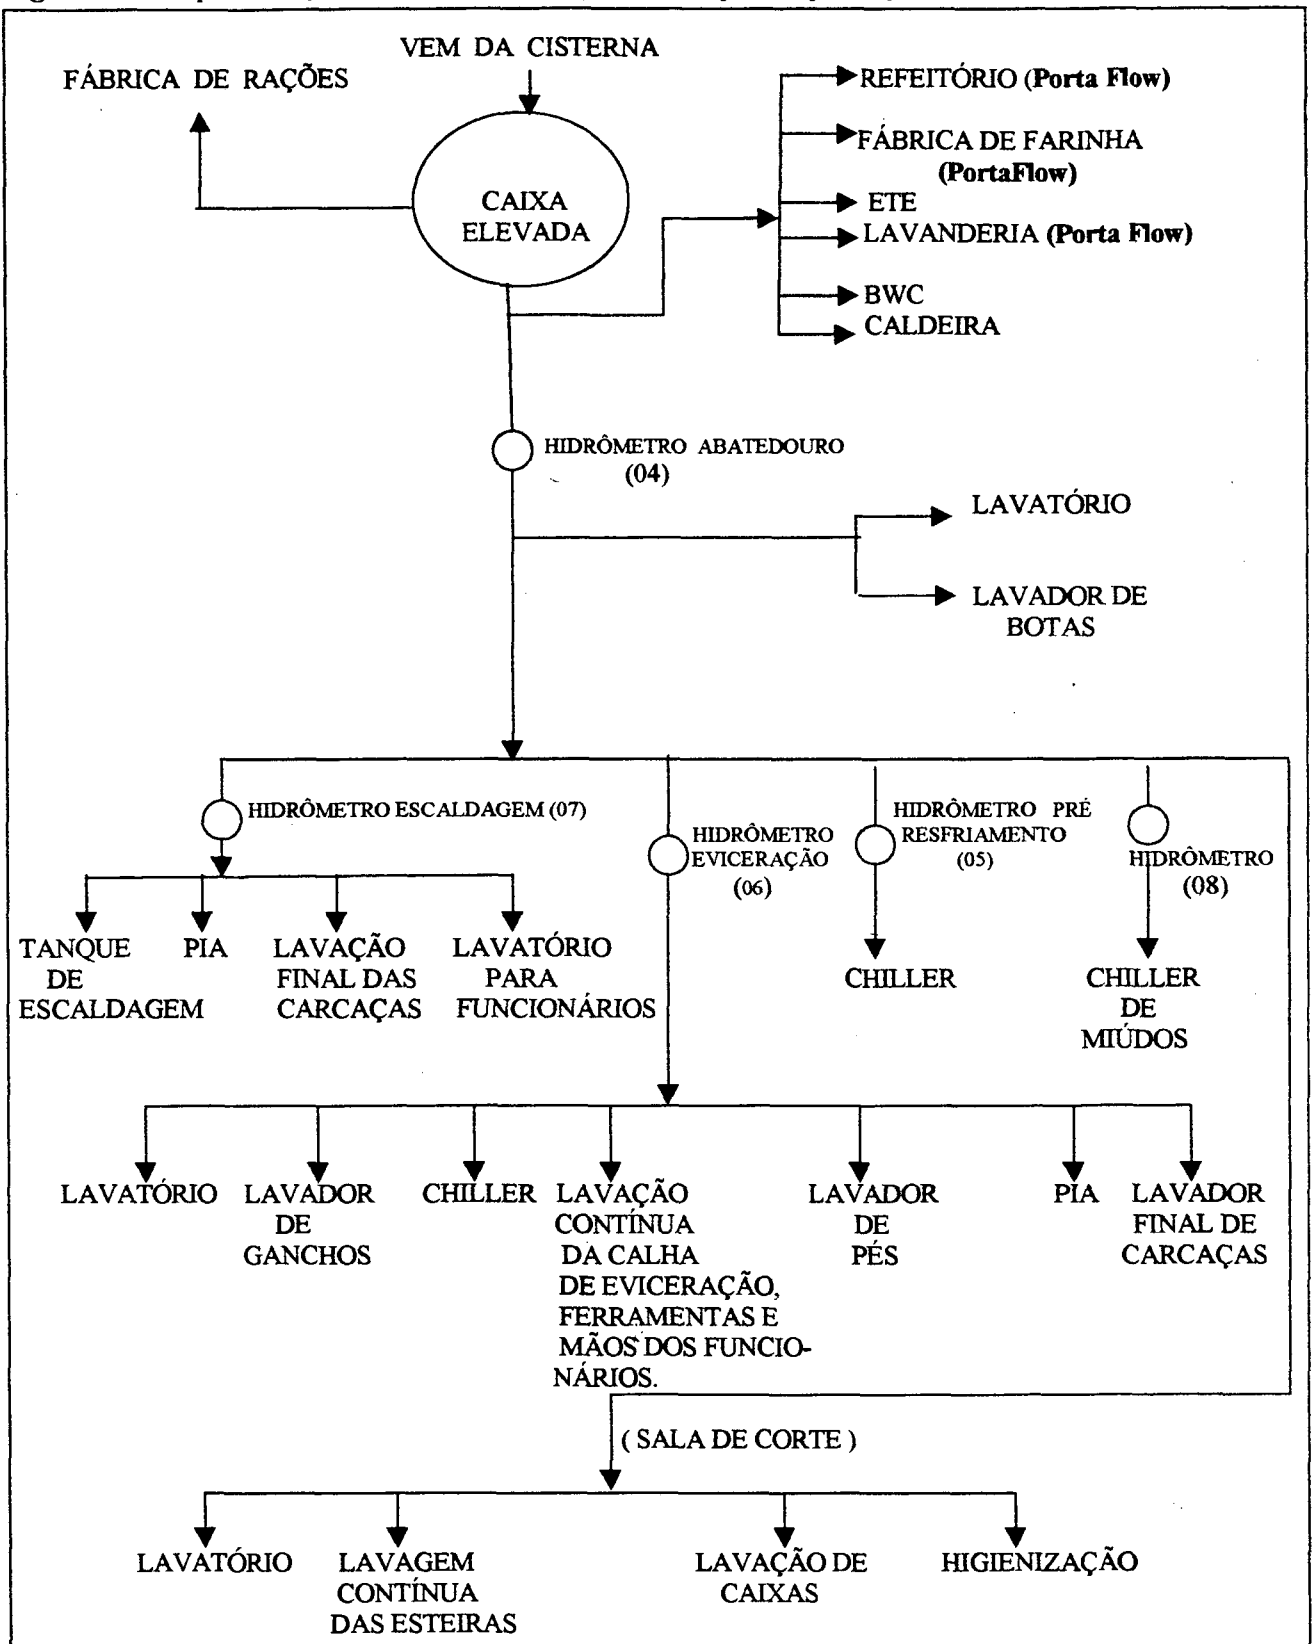 VEM DA CISTERNA
FÁBRICA DE RAÇÕES
REFEITÓRIO (Porta Flow)
FÁBRICA DE FARINHA
(PortaFlow)
CAIXA
ELEVADA
ETE
LAVANDERIA (Porta Flow)
BWC
CALDEIRA
HIDRÔMETRO ABATEDOURO
(04)
LAVATÓRIO
LAVADOR DE
BOTAS
HIDRÔMETRO ESCALDAGEM (07)
HIDRÔMETRO
EVICERAÇÃO
(06)
HIDRÔMETRO PRÉ
RESFRIAMENTO
(05)
HIDRÔMETRO
(08)
TANQUE
DE
ESCALDAGEM
PIA
LAVAÇÃO
FINAL DAS
CARCAÇAS
LAVATÓRIO
PARA
FUNCIONÁRIOS
CHILLER
CHILLER
DE
MIÚDOS
LAVATÓRIO
LAVADOR
DE
GANCHOS
CHILLER
LAVAÇÃO
CONTÍNUA
DA CALHA
DE EVICERAÇÃO,
FERRAMENTAS E
MÃOS DOS FUNCIO-
NÁRIOS.
LAVADOR
DE
PÉS
PIA
LAVADOR
FINAL DE
CARCAÇAS
( SALA DE CORTE )
LAVATÓRIO
LAVAGEM
CONTÍNUA
DAS ESTEIRAS
LAVAÇÃO DE
CAIXAS
HIGIENIZAÇÃO